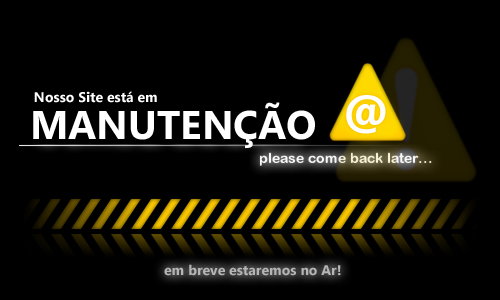 Nosso Site está em
MANUTENÇÃO
@
please come back later...
em breve estaremos no Ar!